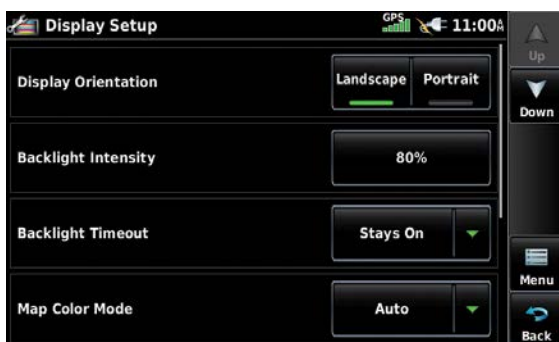 Display Setup
GPS
11:00A
Up
Display Orientation
Landscape
Portrait
Down
Backlight Intensity
80%
Backlight Timeout
Stays On
Menu
Map Color Mode
Auto
Back